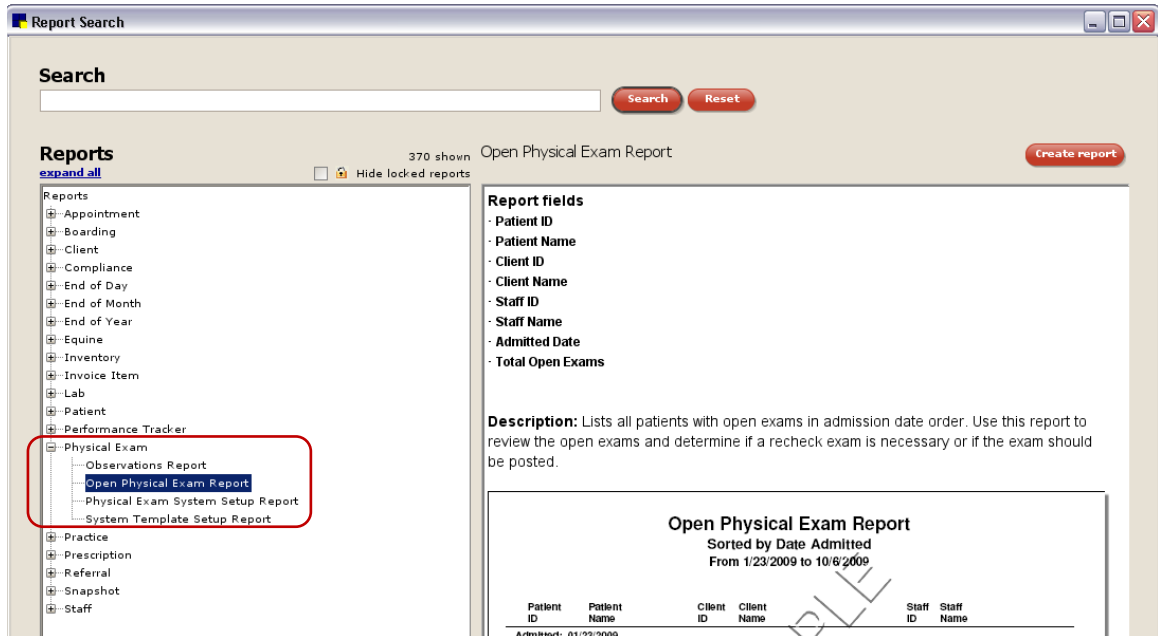 Report Search
Search
Search Reset
Reports
370 shown
expand all
Hide locked reports
Reports
Appointment
Boarding
Client
Compliance
End of Day
End of Month
End of Year
Equine
Inventory
Invoice Item
Lab
Patient
Performance Tracker
Physical Exam
Observations Report
Open Physical Exam Report
Physical Exam System Setup Report
System Template Setup Report
Practice
Prescription
Referral
Snapshot
Staff
Open Physical Exam Report
Create report
Report fields
· Patient ID
· Patient Name
· Client ID
· Client Name
· Staff ID
· Staff Name
· Admitted Date
· Total Open Exams
Description: Lists all patients with open exams in admission date order. Use this report to
review the open exams and determine if a recheck exam is necessary or if the exam should
be posted.
Open Physical Exam Report
Sorted by Date Admitted
From 1/23/2009 to 10/6/2009
Patient Patient Client Client Staff Staff
ID Name ID Name ID Name
Admitted: 01/23/2009